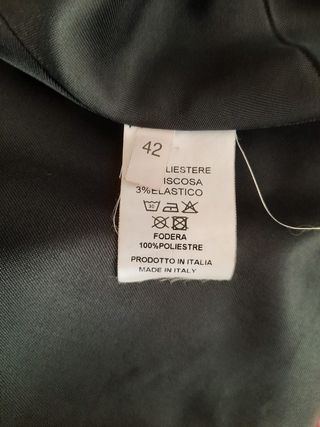 42
LIESTERE
ISCOSA
3%ELASTICO
FODERA
100%POLIESTRE
PRODOTTO IN ITALIA
MADE IN ITALY